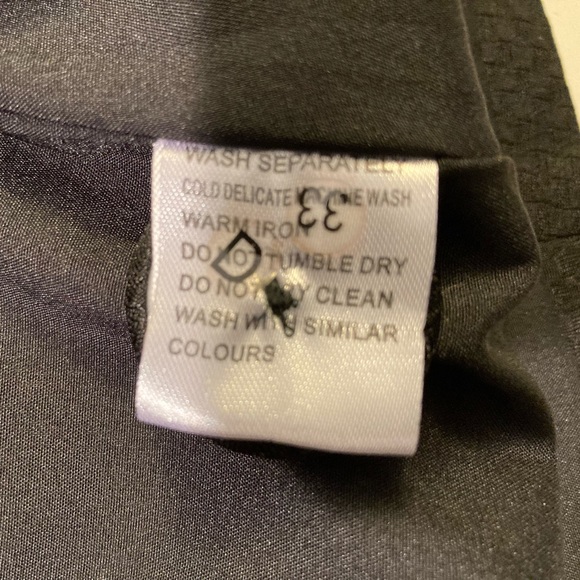 WASH SEPARATELY
COLD DELICATE MACHINE WASH
WARM IRON
DO NOT TUMBLE DRY
DO NOT DRY CLEAN
WASH WITH SIMILAR
COLOURS
33